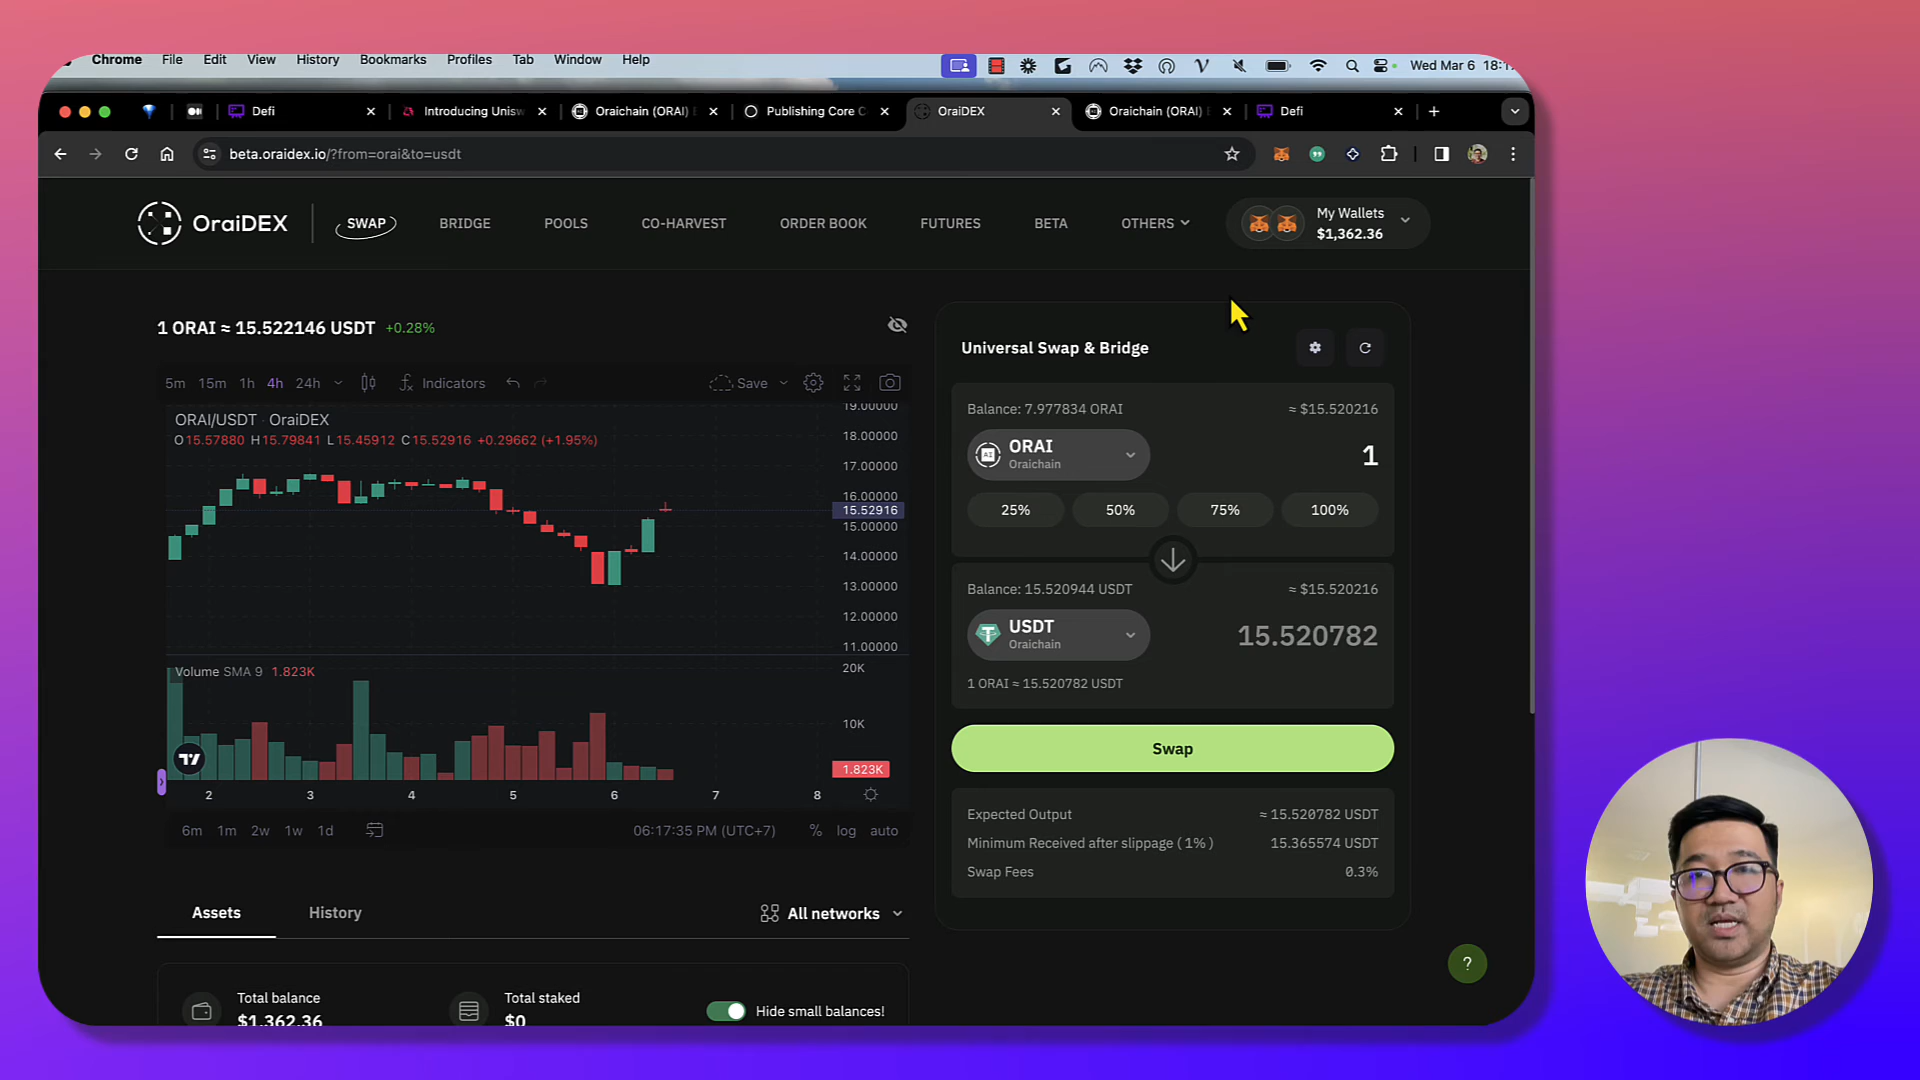 Chrome File Edit View History Bookmarks Profiles Tab Window Help
Wed Mar 6 18:1
Defi
Introducing Unisw
Oraichain (ORAI)
Publishing Core C
OraiDEX
Oraichain (ORAI)
Defi
beta.oraidex.io/?from=orai&to=usdt
OraiDEX
SWAP
BRIDGE
POOLS
CO-HARVEST
ORDER BOOK
FUTURES
BETA
OTHERS
My Wallets
$1,362.36
1 ORAI ≈ 15.522146 USDT +0.28%
5m 15m 1h 4h 24h
Indicators
Save
ORAI/USDT · OraiDEX
O15.57880 H15.79841 L15.45912 C15.52916 +0.29662 (+1.95%)
19.00000
18.00000
17.00000
16.00000
15.52916
15.00000
14.00000
13.00000
12.00000
11.00000
Volume SMA 9 1.823K
20K
10K
1.823K
2 3 4 5 6 7 8
6m 1m 2w 1w 1d
06:17:35 PM (UTC+7)
% log auto
Assets
History
All networks
Total balance
$1,362.36
Total staked
$0
Hide small balances!
Universal Swap & Bridge
Balance: 7.977834 ORAI
≈ $15.520216
AI
ORAI
Oraichain
1
25% 50% 75% 100%
Balance: 15.520944 USDT
≈ $15.520216
USDT
Oraichain
15.520782
1 ORAI ≈ 15.520782 USDT
Swap
Expected Output
≈ 15.520782 USDT
Minimum Received after slippage ( 1% )
15.365574 USDT
Swap Fees
0.3%
?